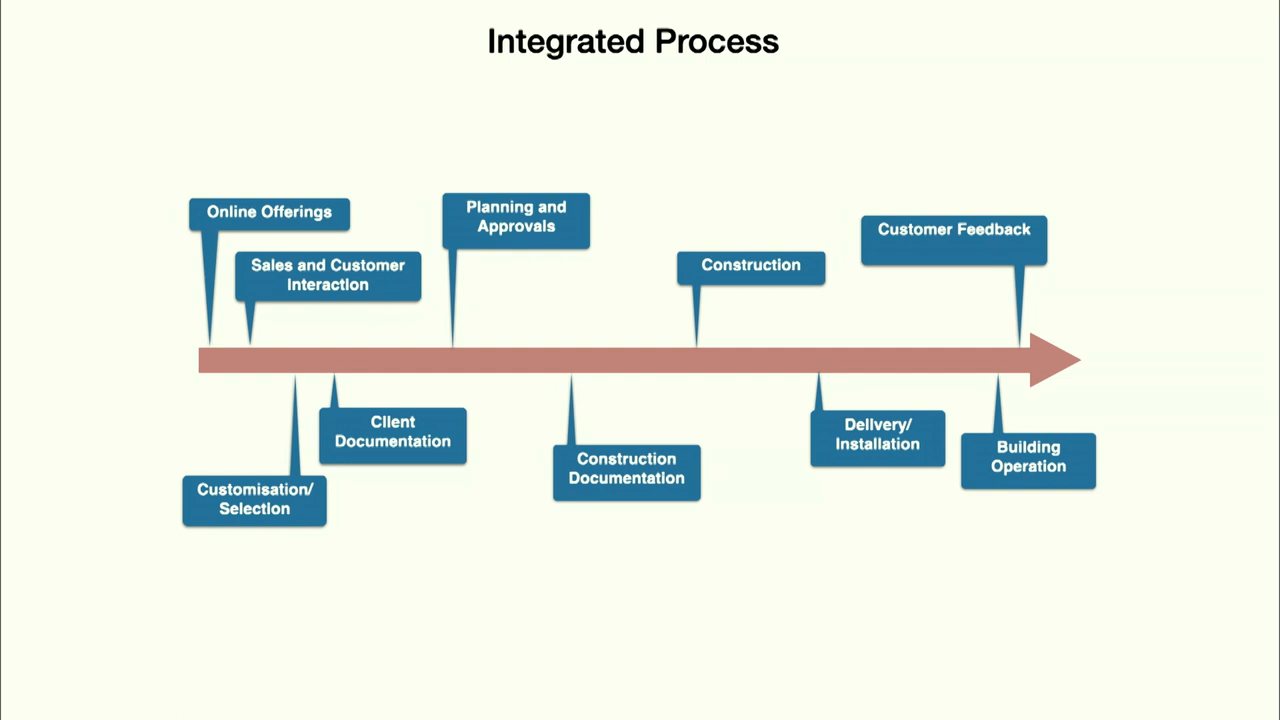 Integrated Process
Online Offerings
Sales and Customer
Interaction
Planning and
Approvals
Construction
Customer Feedback
Client
Documentation
Customisation/
Selection
Construction
Documentation
Delivery/
Installation
Building
Operation